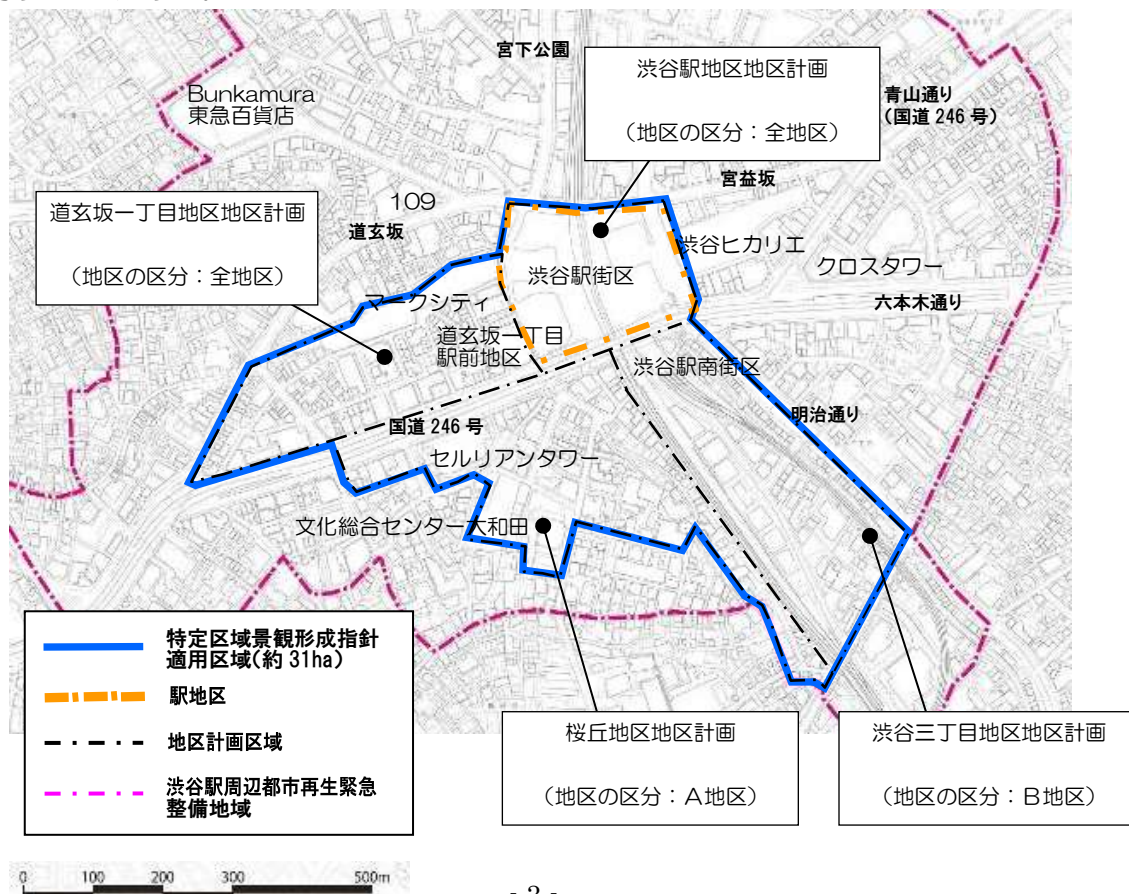 宮下公園
渋谷駅地区地区計画
(地区の区分：全地区)
Bunkamura
東急百貨店
青山通り
(国道 246 号)
宮益坂
109
道玄坂
道玄坂一丁目地区地区計画
(地区の区分：全地区)
渋谷ヒカリエ
渋谷駅街区
クロスタワー
マークシティ
六本木通り
道玄坂一丁目
駅前地区
渋谷駅南街区
明治通り
国道 246 号
セルリアンタワー
文化総合センター大和田
特定区域景観形成指針
適用区域(約 31ha)
駅地区
地区計画区域
渋谷駅周辺都市再生緊急
整備地域
桜丘地区地区計画
(地区の区分：A地区)
渋谷三丁目地区地区計画
(地区の区分：B地区)
0 100 200 300 500m